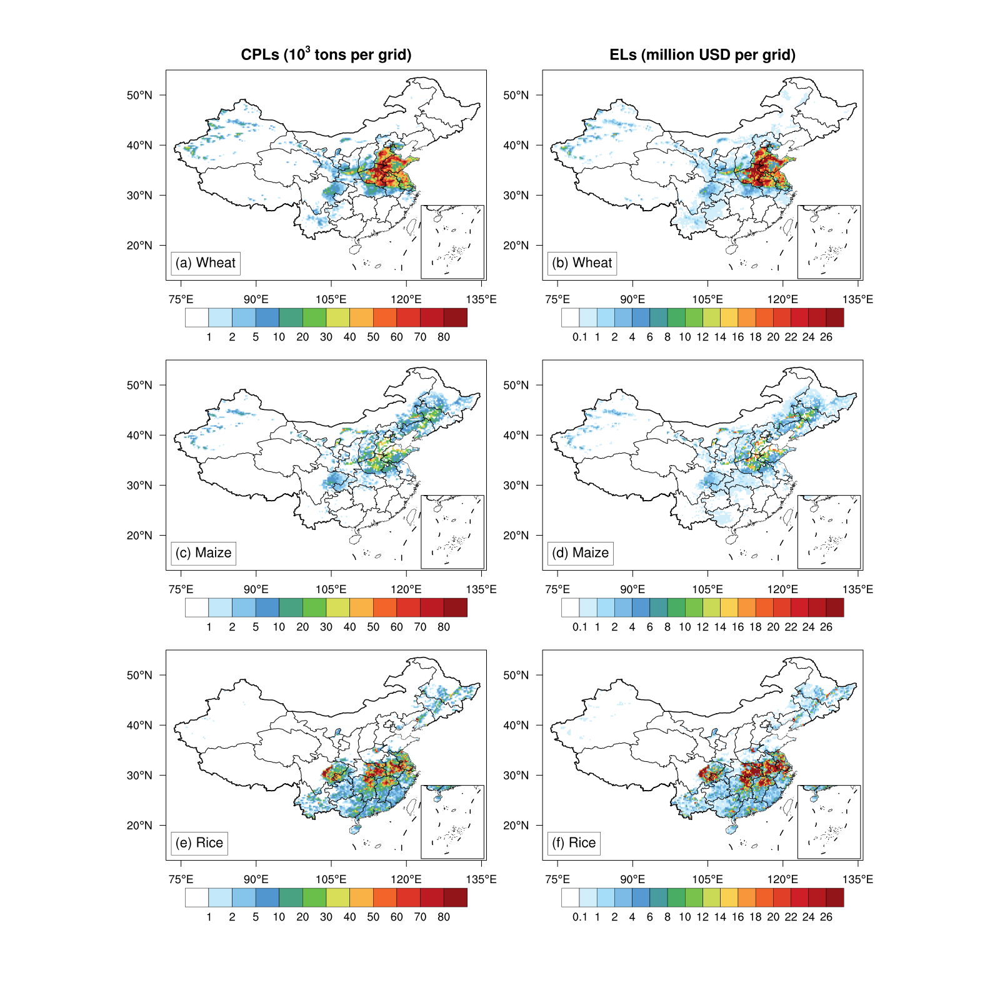 CPLs (10³ tons per grid)
ELs (million USD per grid)
50°N
40°N
30°N
20°N
(a) Wheat
75°E 90°E 105°E 120°E 135°E
1 2 5 10 20 30 40 50 60 70 80
50°N
40°N
30°N
20°N
(b) Wheat
75°E 90°E 105°E 120°E 135°E
0.1 1 2 4 6 8 10 12 14 16 18 20 22 24 26
50°N
40°N
30°N
20°N
(c) Maize
75°E 90°E 105°E 120°E 135°E
1 2 5 10 20 30 40 50 60 70 80
50°N
40°N
30°N
20°N
(d) Maize
75°E 90°E 105°E 120°E 135°E
0.1 1 2 4 6 8 10 12 14 16 18 20 22 24 26
50°N
40°N
30°N
20°N
(e) Rice
75°E 90°E 105°E 120°E 135°E
1 2 5 10 20 30 40 50 60 70 80
50°N
40°N
30°N
20°N
(f) Rice
75°E 90°E 105°E 120°E 135°E
0.1 1 2 4 6 8 10 12 14 16 18 20 22 24 26